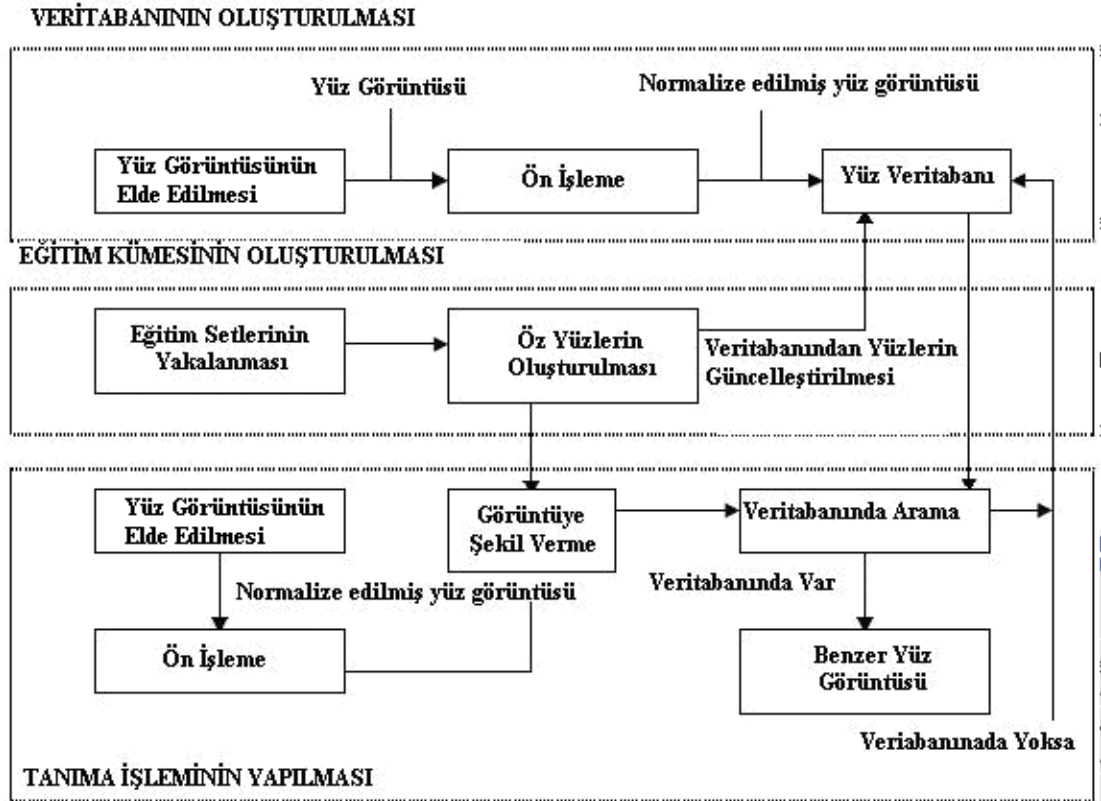 VERİTABANININ OLUŞTURULMASI
Yüz Görüntüsü
Normalize edilmiş yüz görüntüsü
Yüz Görüntüsünün
Elde Edilmesi
Ön İşleme
Yüz Veritabanı
EĞİTİM KÜMESİNİN OLUŞTURULMASI
Eğitim Setlerinin
Yakalanması
Öz Yüzlerin
Oluşturulması
Veritabanından Yüzlerin
Güncelleştirilmesi
Yüz Görüntüsünün
Elde Edilmesi
Görüntüye
Şekil Verme
Veritabanında Arama
Normalize edilmiş yüz görüntüsü
Veritabanında Var
Ön İşleme
Benzer Yüz
Görüntüsü
Veriabanınada Yoksa
TANIMA İŞLEMİNİN YAPILMASI